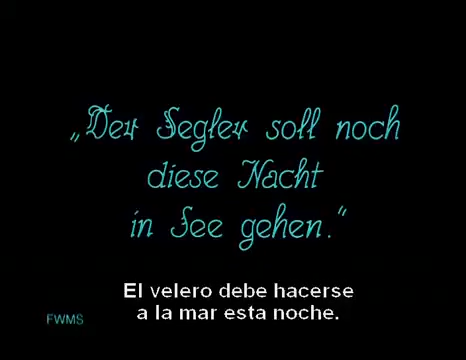 „Der Segler soll noch
diese Nacht
in See gehen.“
El velero debe hacerse
a la mar esta noche.
FWMS